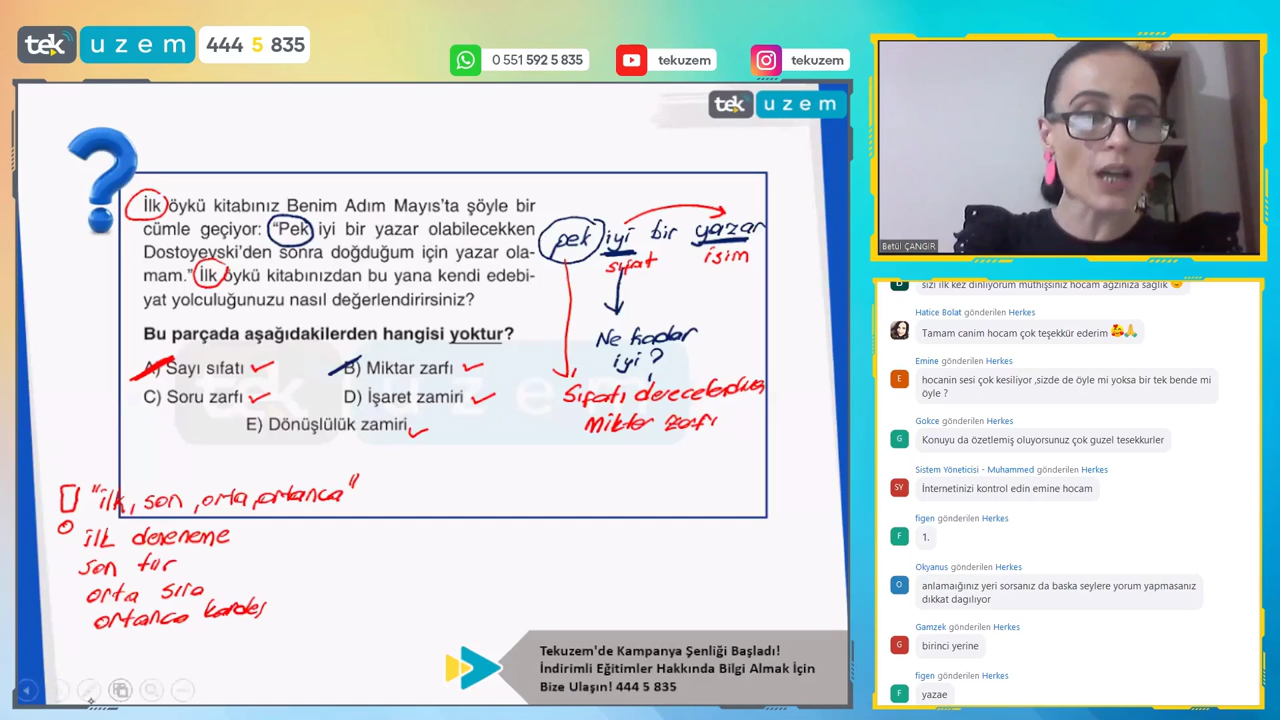 tek uzem 444 5 835
0 551 592 5 835
tekuzem
tekuzem
tek uzem
İlk öykü kitabınız Benim Adım Mayıs’ta şöyle bir
cümle geçiyor: “Pek iyi bir yazar olabilecekken
Dostoyevski’den sonra doğduğum için yazar ola-
mam.” İlk öykü kitabınızdan bu yana kendi edebi-
yat yolculuğunuzu nasıl değerlendirirsiniz?
Bu parçada aşağıdakilerden hangisi yoktur?
A) Sayı sıfatı
B) Miktar zarfı
C) Soru zarfı
D) İşaret zamiri
E) Dönüşlülük zamiri
pek iyi bir yazar
sıfat
isim
Ne kadar
iyi ?
Sıfatı derecelendiren
Miktar zarfı
"ilk, son, orta, ortanca"
ilk deneneme
son tur
orta sıra
ortanca kardeş
Tekuzem'de Kampanya Şenliği Başladı!
İndirimli Eğitimler Hakkında Bilgi Almak İçin
Bize Ulaşın! 444 5 835
Betül ÇANGIR
sizi ilk kez dinliyorum müthişsiniz hocam ağzınıza sağlık
Hatice Bolat gönderilen Herkes
Tamam canim hocam çok teşekkür ederim
Emine gönderilen Herkes
E
hocanin sesi çok kesiliyor ,sizde de öyle mi yoksa bir tek bende mi
öyle ?
Gokce gönderilen Herkes
G
Konuyu da özetlemiş oluyorsunuz çok guzel tesekkurler
Sistem Yöneticisi - Muhammed gönderilen Herkes
SY
İnternetinizi kontrol edin emine hocam
figen gönderilen Herkes
F
1.
Okyanus gönderilen Herkes
O
anlamaığınız yeri sorsanız da baska seylere yorum yapmasanız
dıkkat dagılıyor
Gamzek gönderilen Herkes
G
birinci yerine
figen gönderilen Herkes
F
yazae